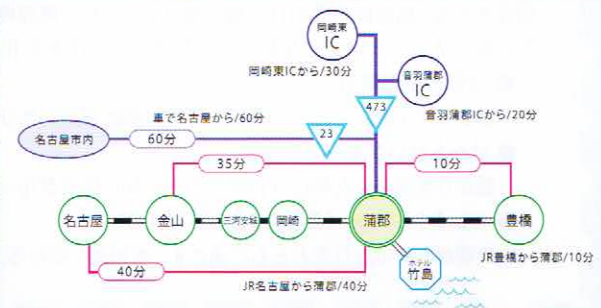 岡崎東
IC
岡崎東ICから/30分
音羽蒲郡
IC
473
音羽蒲郡ICから/20分
車で名古屋から/60分
23
名古屋市内
60分
35分
10分
名古屋
金山
三河安城
岡崎
蒲郡
豊橋
ホテル
竹島
JR豊橋から蒲郡/10分
40分
JR名古屋から蒲郡/40分